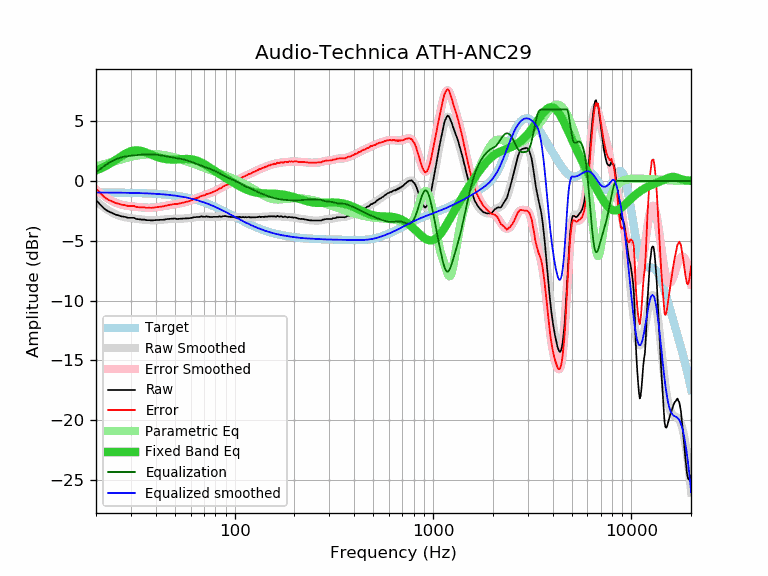 Audio-Technica ATH-ANC29
Amplitude (dBr)
5
0
−5
−10
−15
−20
−25
Target
Raw Smoothed
Error Smoothed
Raw
Error
Parametric Eq
Fixed Band Eq
Equalization
Equalized smoothed
100
1000
10000
Frequency (Hz)